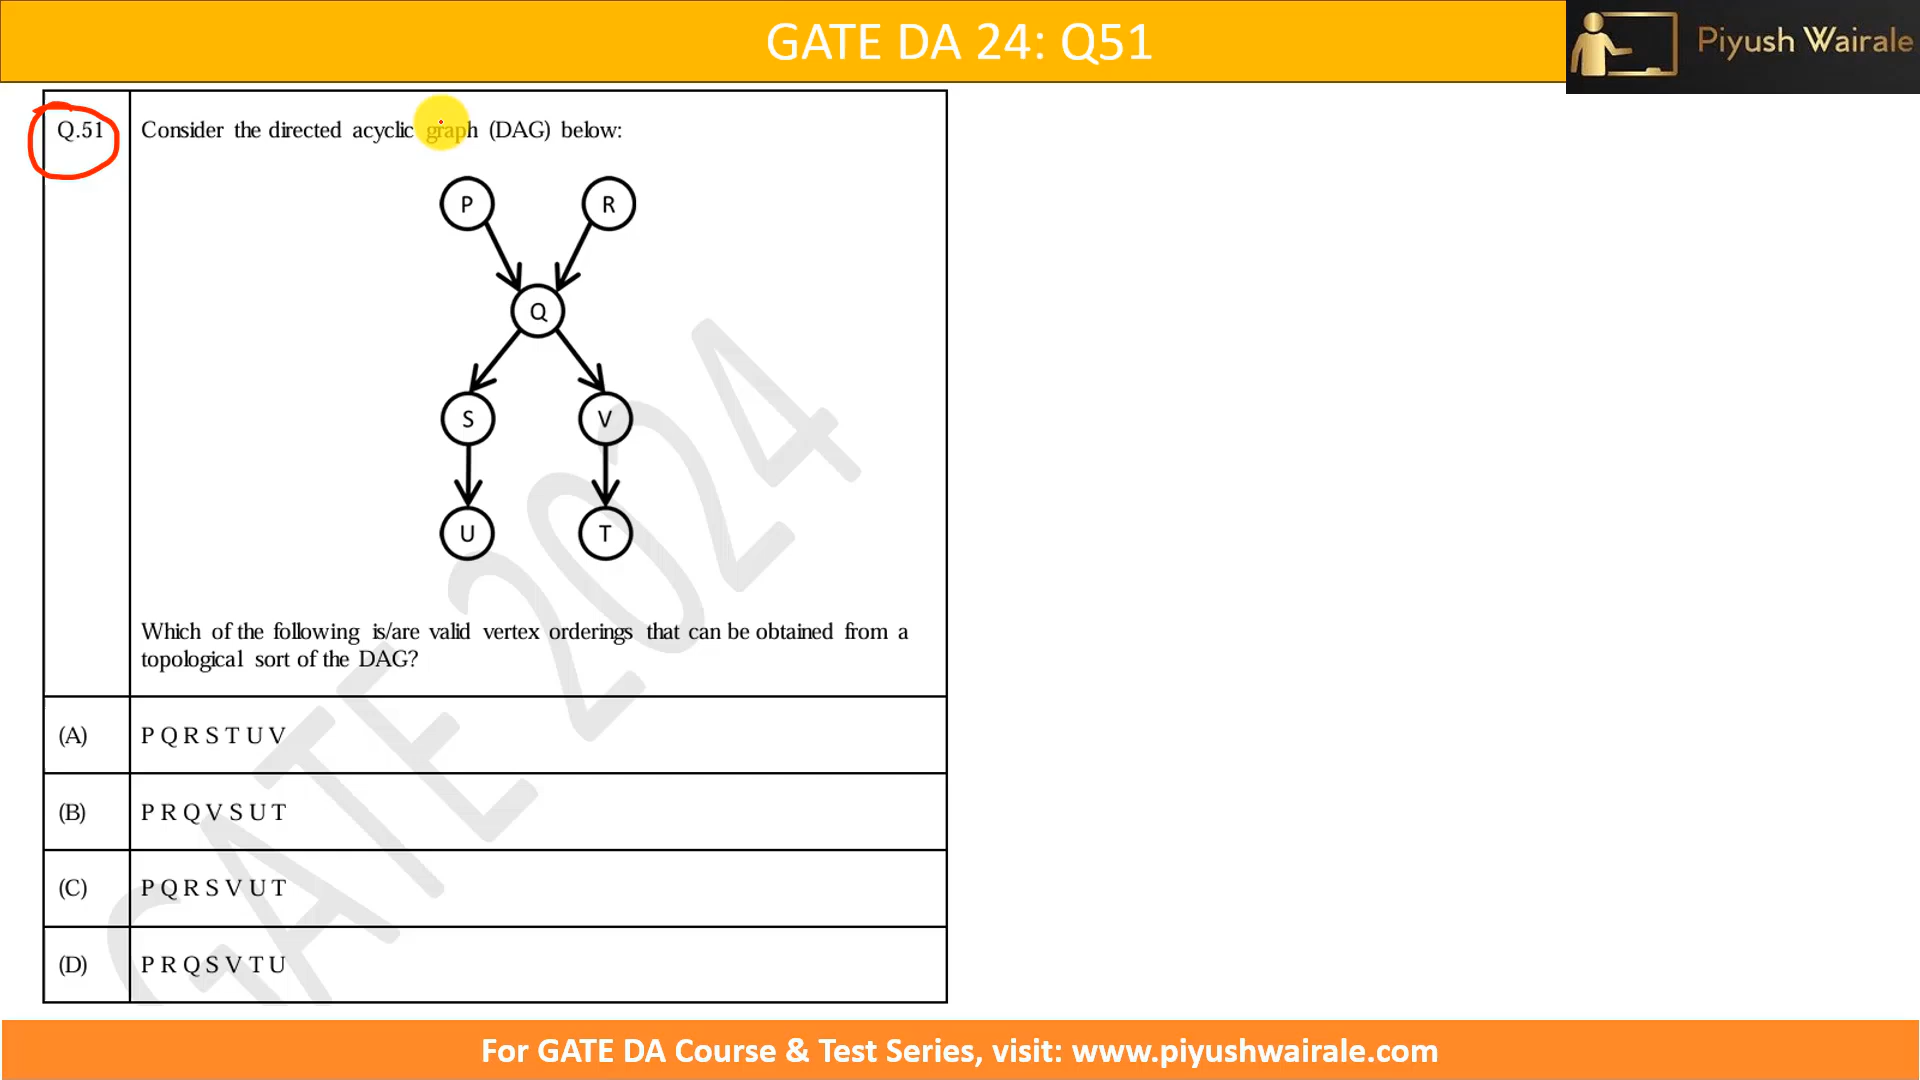 GATE DA 24: Q51
Piyush Wairale
Q.51 Consider the directed acyclic graph (DAG) below:
P R
Q
S V
U T
Which of the following is/are valid vertex orderings that can be obtained from a
topological sort of the DAG?
(A) P Q R S T U V
(B) P R Q V S U T
(C) P Q R S V U T
(D) P R Q S V T U
GATE 2024
For GATE DA Course & Test Series, visit: www.piyushwairale.com